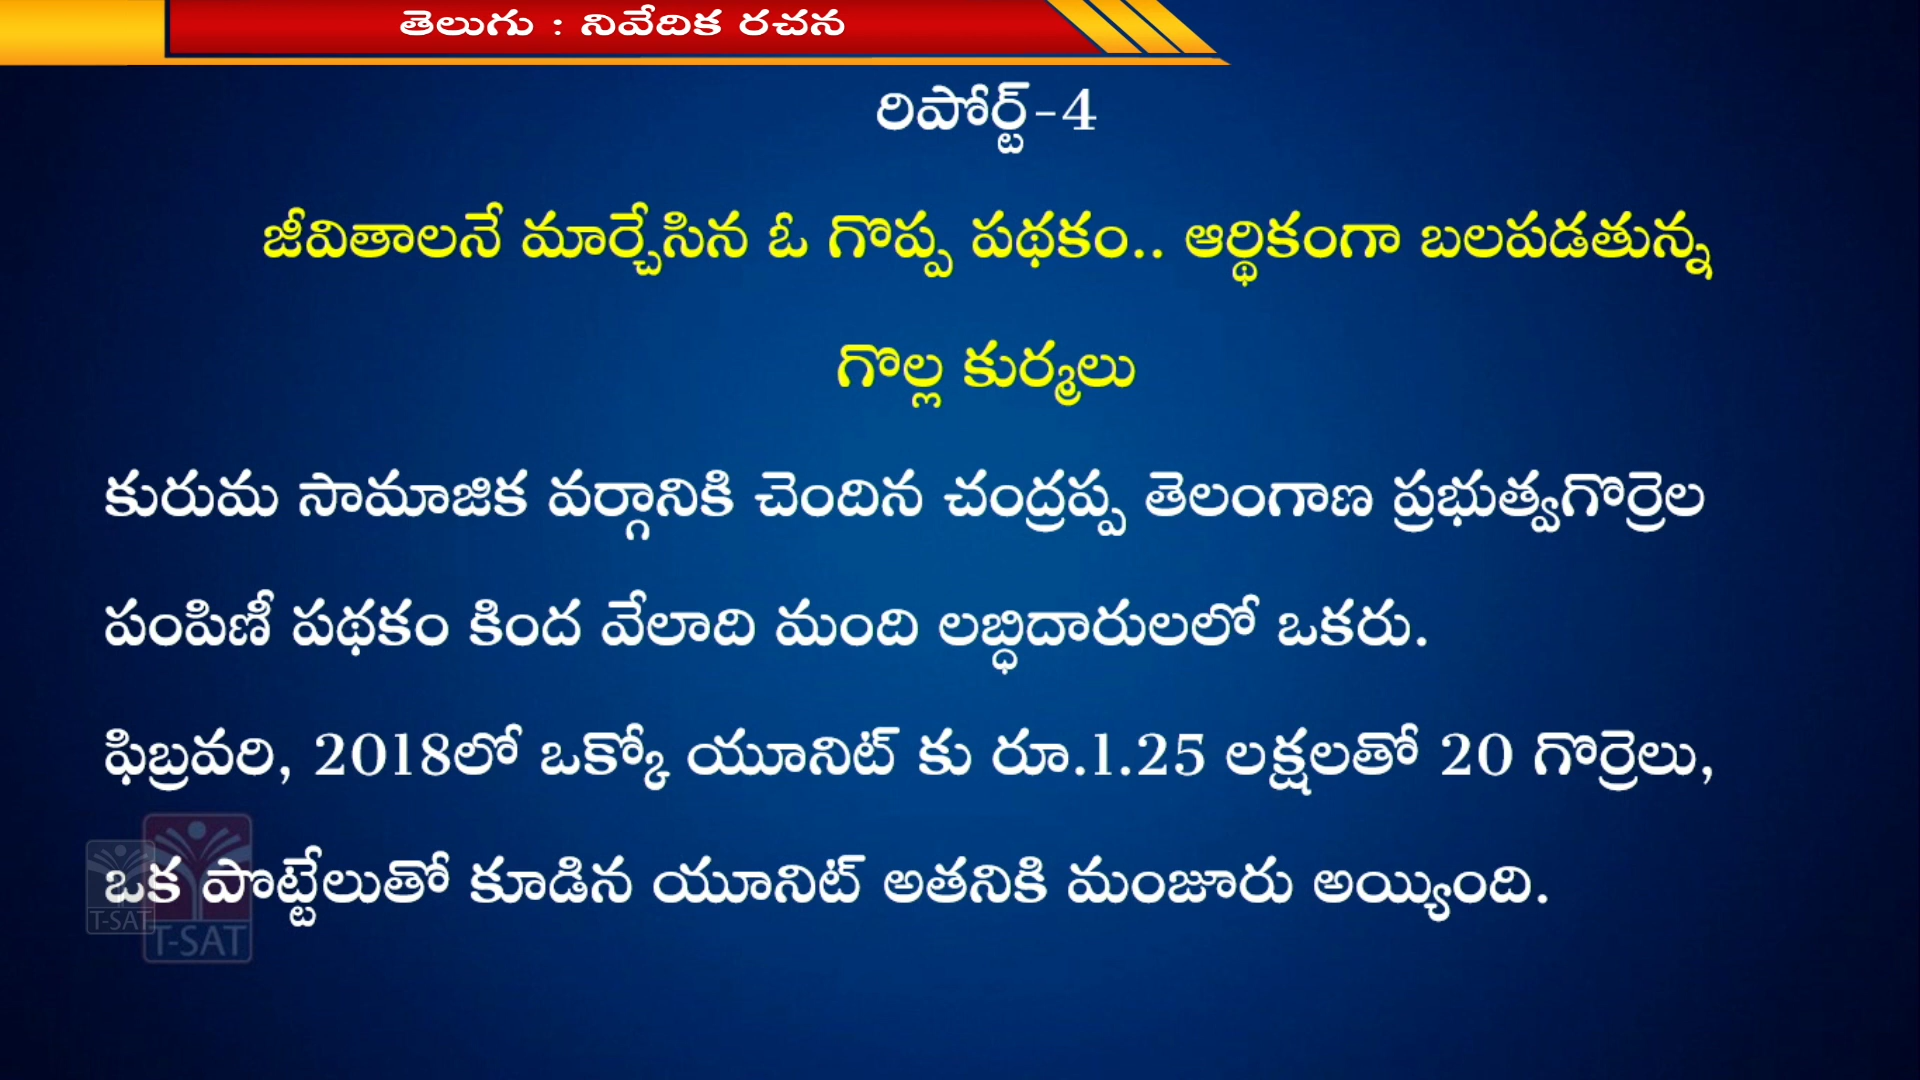 తెలుగు : నివేదిక రచన
రిపోర్ట్-4
జీవితాలనే మార్చేసిన ఓ గొప్ప పథకం.. ఆర్థికంగా బలపడతున్న
గొల్ల కుర్మలు
కురుమ సామాజిక వర్గానికి చెందిన చంద్రప్ప తెలంగాణ ప్రభుత్వగొర్రెల
పంపిణీ పథకం కింద వేలాది మంది లబ్ధిదారులలో ఒకరు.
ఫిబ్రవరి, 2018లో ఒక్కో యూనిట్ కు రూ.1.25 లక్షలతో 20 గొర్రెలు,
ఒక పొట్టేలుతో కూడిన యూనిట్ అతనికి మంజూరు అయ్యింది.
T-SAT
T-SAT